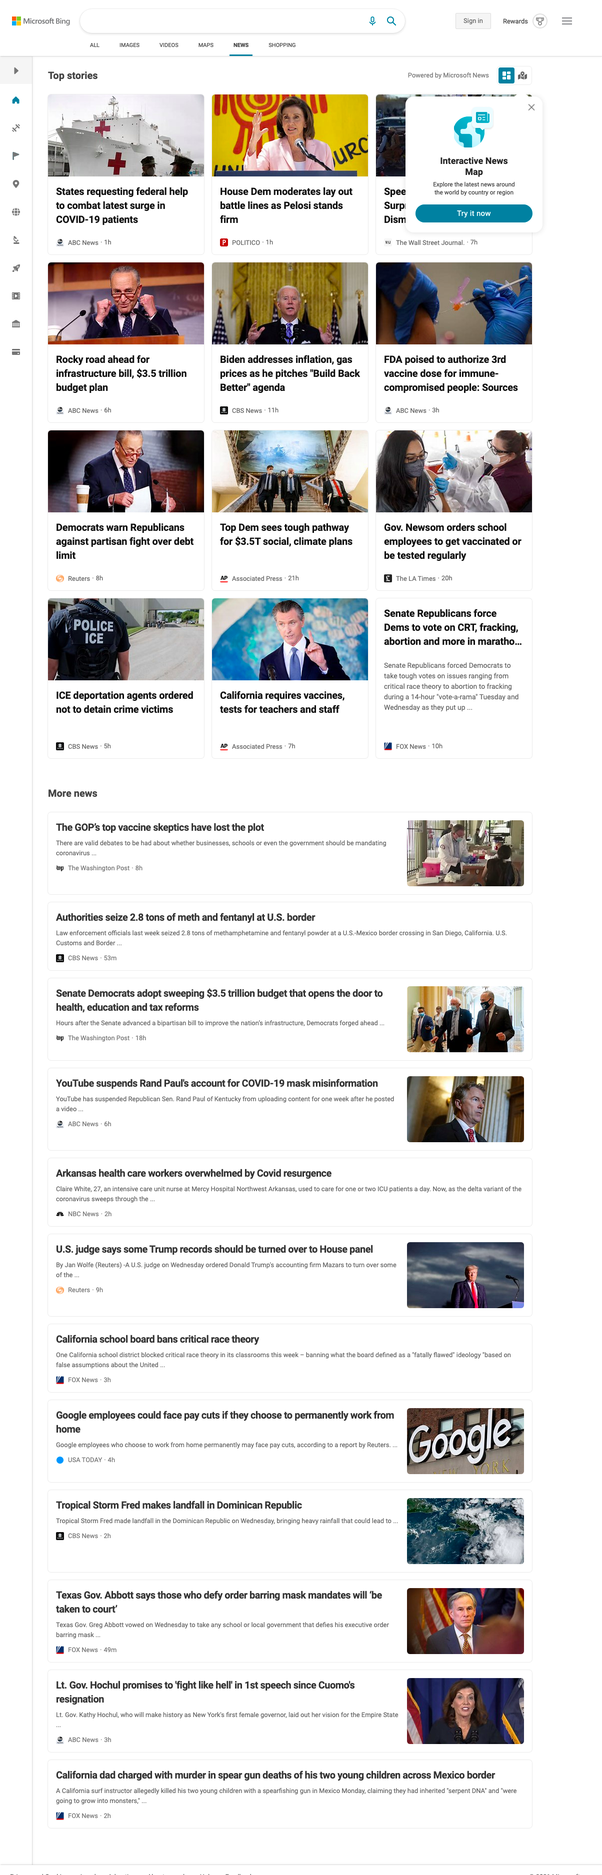 Microsoft Bing
Sign in
Rewards
ALL
IMAGES
VIDEOS
MAPS
NEWS
SHOPPING
Top stories
Powered by Microsoft News
States requesting federal help
to combat latest surge in
COVID-19 patients
ABC News · 1h
House Dem moderates lay out
battle lines as Pelosi stands
firm
POLITICO · 1h
Spee
Surp
Dism
The Wall Street Journal. · 7h
Interactive News
Map
Explore the latest news around
the world by country or region
Try it now
Rocky road ahead for
infrastructure bill, $3.5 trillion
budget plan
ABC News · 6h
Biden addresses inflation, gas
prices as he pitches "Build Back
Better" agenda
CBS News · 11h
FDA poised to authorize 3rd
vaccine dose for immune-
compromised people: Sources
ABC News · 3h
Democrats warn Republicans
against partisan fight over debt
limit
Reuters · 8h
Top Dem sees tough pathway
for $3.5T social, climate plans
AP Associated Press · 21h
Gov. Newsom orders school
employees to get vaccinated or
be tested regularly
The LA Times · 20h
POLICE
ICE
ICE deportation agents ordered
not to detain crime victims
CBS News · 5h
California requires vaccines,
tests for teachers and staff
AP Associated Press · 7h
Senate Republicans force
Dems to vote on CRT, fracking,
abortion and more in maratho...
Senate Republicans forced Democrats to
take tough votes on issues ranging from
critical race theory to abortion to fracking
during a 14-hour "vote-a-rama" Tuesday and
Wednesday as they put up ...
FOX News · 10h
More news
The GOP's top vaccine skeptics have lost the plot
There are valid debates to be had about whether businesses, schools or even the government should be mandating
coronavirus ...
wp The Washington Post · 8h
Authorities seize 2.8 tons of meth and fentanyl at U.S. border
Law enforcement officials last week seized 2.8 tons of methamphetamine and fentanyl powder at a U.S.-Mexico border crossing in San Diego, California. U.S.
Customs and Border ...
CBS News · 53m
Senate Democrats adopt sweeping $3.5 trillion budget that opens the door to
health, education and tax reforms
Hours after the Senate advanced a bipartisan bill to improve the nation's infrastructure, Democrats forged ahead ...
wp The Washington Post · 18h
YouTube suspends Rand Paul's account for COVID-19 mask misinformation
YouTube has suspended Republican Sen. Rand Paul of Kentucky from uploading content for one week after he posted
a video ...
ABC News · 6h
Arkansas health care workers overwhelmed by Covid resurgence
Claire White, 27, an intensive care unit nurse at Mercy Hospital Northwest Arkansas, used to care for one or two ICU patients a day. Now, as the delta variant of the
coronavirus sweeps through the ...
NBC News · 2h
U.S. judge says some Trump records should be turned over to House panel
By Jan Wolfe (Reuters) -A U.S. judge on Wednesday ordered Donald Trump's accounting firm Mazars to turn over some
of the ...
Reuters · 9h
California school board bans critical race theory
One California school district blocked critical race theory in its classrooms this week – banning what the board defined as a "fatally flawed" ideology "based on
false assumptions about the United ...
FOX News · 3h
Google employees could face pay cuts if they choose to permanently work from
home
Google employees who choose to work from home permanently may face pay cuts, according to a report by Reuters. ...
USA TODAY · 4h
Google
Tropical Storm Fred makes landfall in Dominican Republic
Tropical Storm Fred made landfall in the Dominican Republic on Wednesday, bringing heavy rainfall that could lead to ...
CBS News · 2h
Texas Gov. Abbott says those who defy order barring mask mandates will 'be
taken to court'
Texas Gov. Greg Abbott vowed on Wednesday to take any school or local government that defies his executive order
barring mask ...
FOX News · 49m
Lt. Gov. Hochul promises to 'fight like hell' in 1st speech since Cuomo's
resignation
Lt. Gov. Kathy Hochul, who will make history as New York's first female governor, laid out her vision for the Empire State
...
ABC News · 3h
California dad charged with murder in spear gun deaths of his two young children across Mexico border
A California surf instructor allegedly killed his two young children with a spearfishing gun in Mexico Monday, claiming they had inherited "serpent DNA" and "were
going to grow into monsters," ...
FOX News · 2h